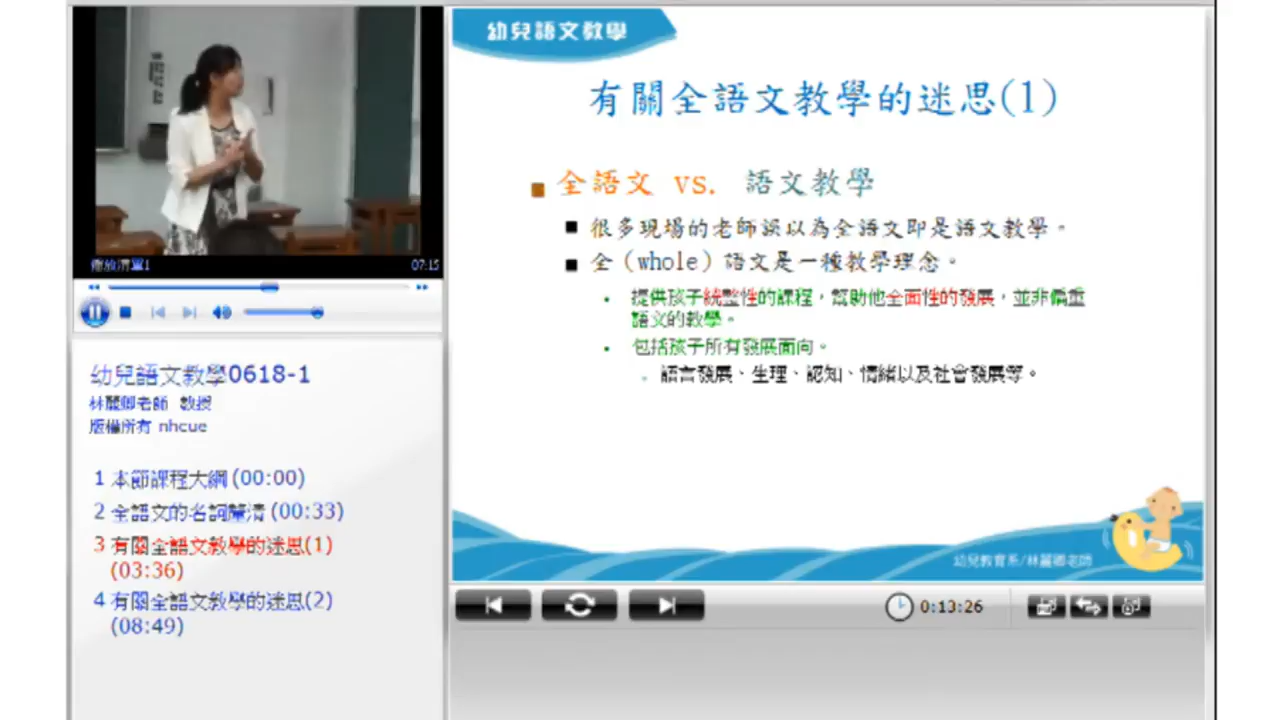 幼兒語文教學
有關全語文教學的迷思(1)
全語文 vs. 語文教學
很多現場的老師誤以為全語文即是語文教學。
全（whole）語文是一種教學理念。
提供孩子統整性的課程，幫助他全面性的發展，並非偏重
語文的教學。
包括孩子所有發展面向。
語言發展、生理、認知、情緒以及社會發展等。
幼兒教育系/林麗卿老師
07:15
幼兒語文教學0618-1
林麗卿老師 教授
版權所有 nhcue
1 本節課程大綱 (00:00)
2 全語文的名詞釐清 (00:33)
3 有關全語文教學的迷思(1)
(03:36)
4 有關全語文教學的迷思(2)
(08:49)
0:13:26